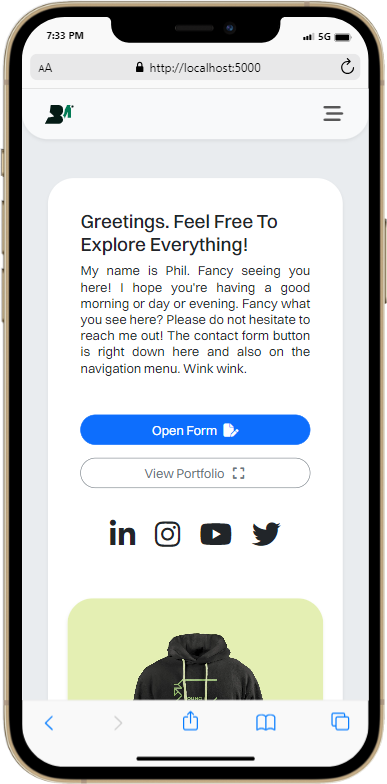 7:33 PM
5G
AA
http://localhost:5000
Greetings. Feel Free To
Explore Everything!
My name is Phil. Fancy seeing you
here! I hope you're having a good
morning or day or evening. Fancy what
you see here? Please do not hesitate to
reach me out! The contact form button
is right down here and also on the
navigation menu. Wink wink.
Open Form
View Portfolio
in